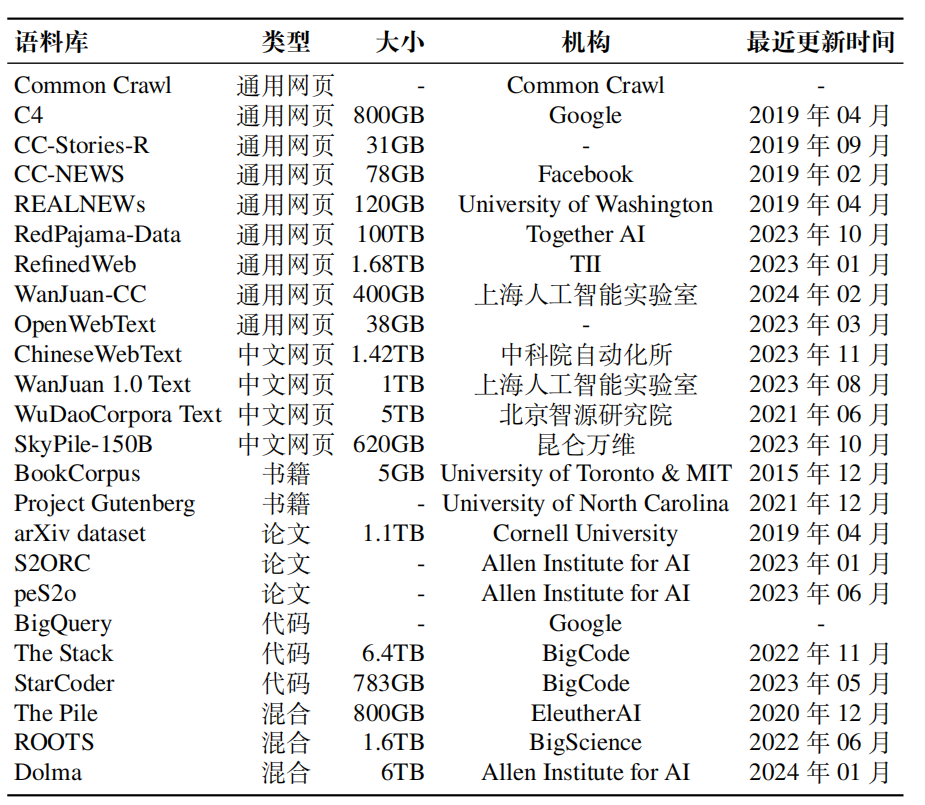 语料库 类型 大小 机构 最近更新时间
Common Crawl 通用网页 - Common Crawl -
C4 通用网页 800GB Google 2019 年 04 月
CC-Stories-R 通用网页 31GB - 2019 年 09 月
CC-NEWS 通用网页 78GB Facebook 2019 年 02 月
REALNEWs 通用网页 120GB University of Washington 2019 年 04 月
RedPajama-Data 通用网页 100TB Together AI 2023 年 10 月
RefinedWeb 通用网页 1.68TB TII 2023 年 01 月
WanJuan-CC 通用网页 400GB 上海人工智能实验室 2024 年 02 月
OpenWebText 通用网页 38GB - 2023 年 03 月
ChineseWebText 中文网页 1.42TB 中科院自动化所 2023 年 11 月
WanJuan 1.0 Text 中文网页 1TB 上海人工智能实验室 2023 年 08 月
WuDaoCorpora Text 中文网页 5TB 北京智源研究院 2021 年 06 月
SkyPile-150B 中文网页 620GB 昆仑万维 2023 年 10 月
BookCorpus 书籍 5GB University of Toronto & MIT 2015 年 12 月
Project Gutenberg 书籍 - University of North Carolina 2021 年 12 月
arXiv dataset 论文 1.1TB Cornell University 2019 年 04 月
S2ORC 论文 - Allen Institute for AI 2023 年 01 月
peS2o 论文 - Allen Institute for AI 2023 年 06 月
BigQuery 代码 - Google -
The Stack 代码 6.4TB BigCode 2022 年 11 月
StarCoder 代码 783GB BigCode 2023 年 05 月
The Pile 混合 800GB EleutherAI 2020 年 12 月
ROOTS 混合 1.6TB BigScience 2022 年 06 月
Dolma 混合 6TB Allen Institute for AI 2024 年 01 月